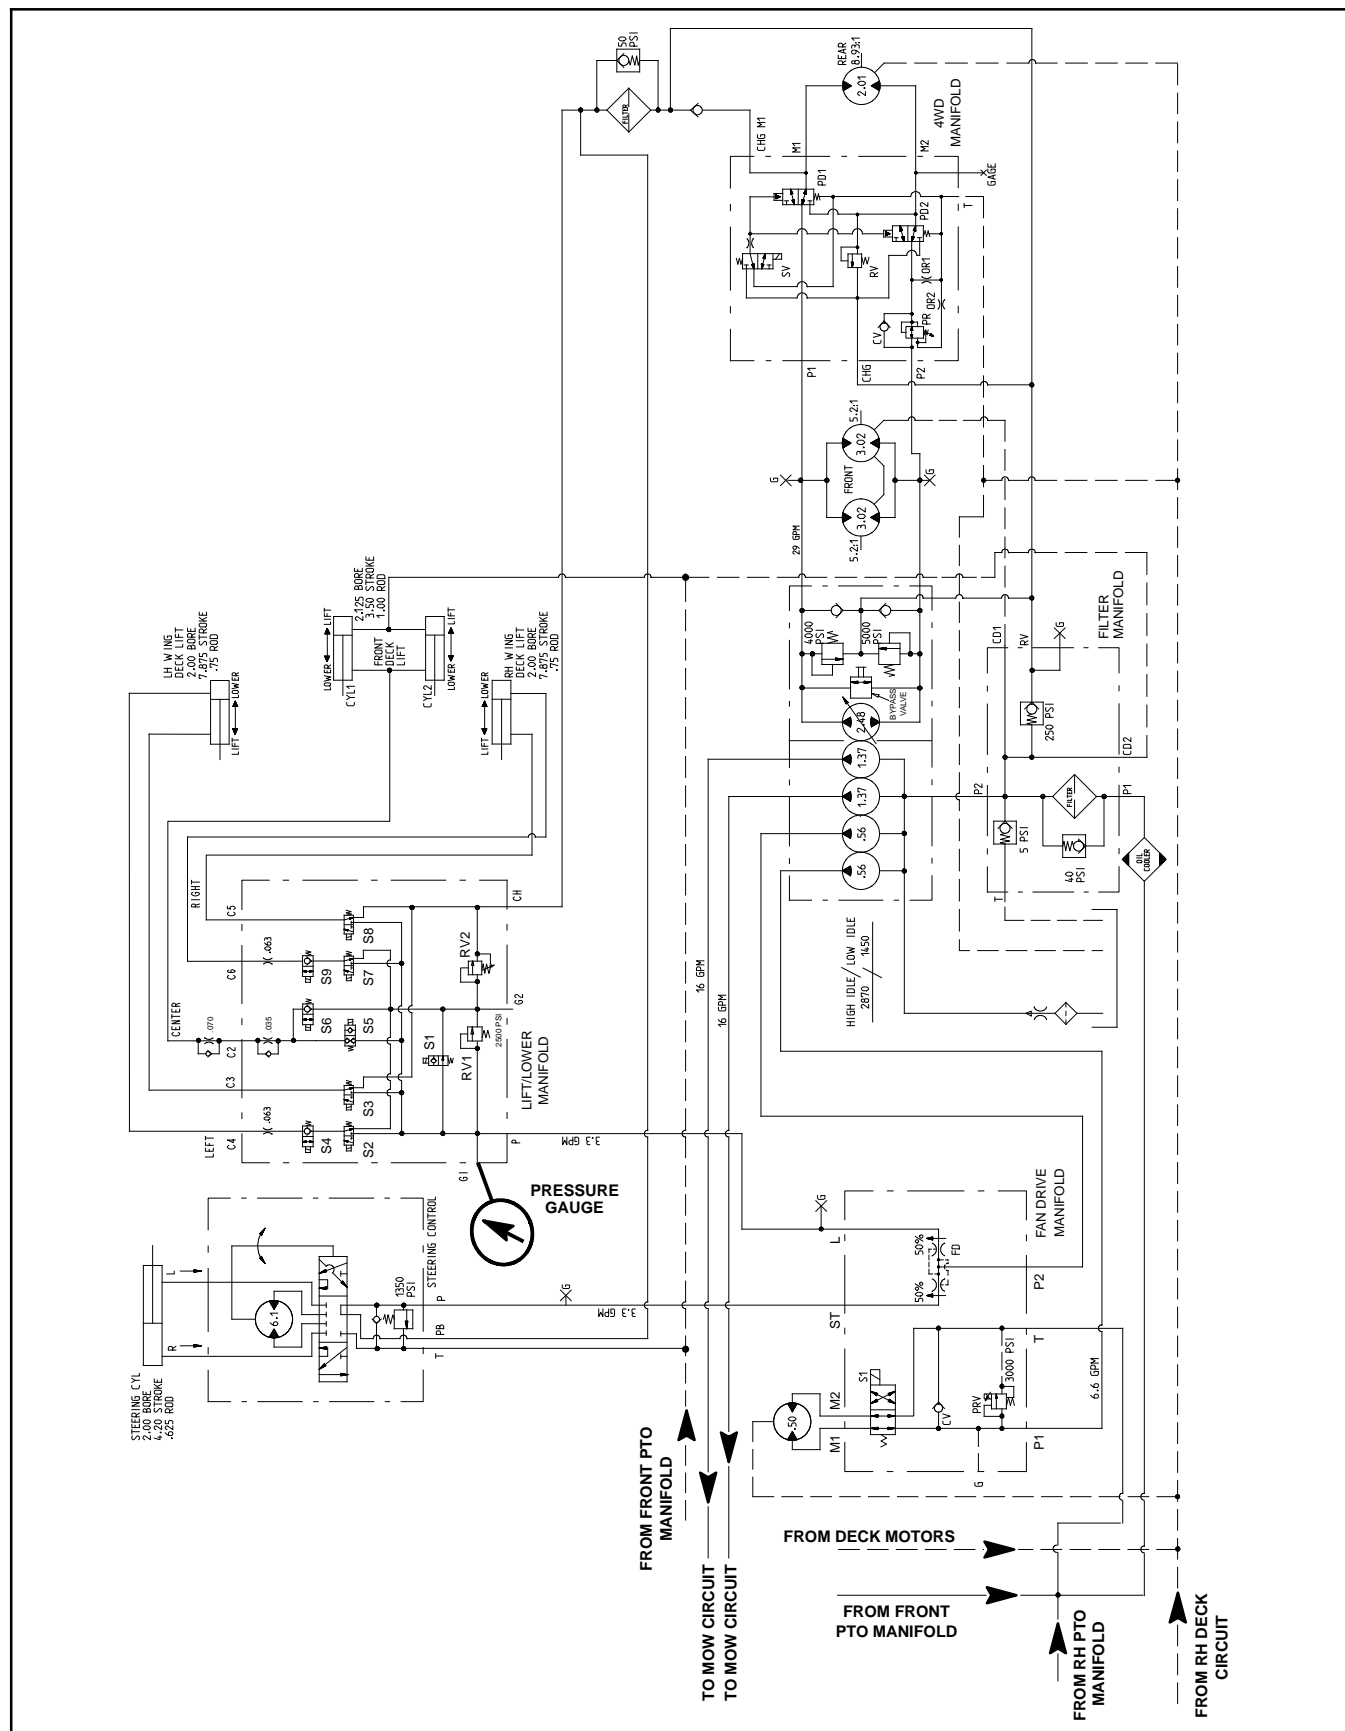 50
PSI
FILTER
REAR
8.93:1
2.01
4WD
MANIFOLD
CHG M1
M1
M2
GAGE
PD1
PD2
T
SV
RV
OR1
OR2
PR
CV
P1
CHG
P2
5.2:1
3.02
FRONT
3.02
5.2:1
G
G
29 GPM
4000
PSI
5000
PSI
BYPASS
VALVE
2.48
1.37
1.37
.56
.56
CD1
RV
G
FILTER
MANIFOLD
250 PSI
CD2
P2
5 PSI
FILTER
P1
40
PSI
T
OIL
COOLER
HIGH IDLE / LOW IDLE
2870 / 1450
LH WING
DECK LIFT
2.00 BORE
7.875 STROKE
.75 ROD
LIFT
LOWER
2.125 BORE
3.50 STROKE
1.00 ROD
LOWER
LIFT
CYL1
FRONT
DECK
LIFT
CYL2
LOWER
LIFT
RH WING
DECK LIFT
2.00 BORE
7.875 STROKE
.75 ROD
LIFT
LOWER
RIGHT
C5
C6
.063
CENTER
.070
C2
.035
C3
LEFT
C4
.063
S8
S9
S7
S6
S5
S3
S4
S2
S1
RV2
RV1
2500 PSI
CH
G2
LIFT/LOWER
MANIFOLD
P
GI
3.3 GPM
16 GPM
16 GPM
PRESSURE
GAUGE
STEERING CONTROL
1350
PSI
P
PB
T
6.1
L
R
STEERING CYL
2.00 BORE
4.20 STROKE
.625 ROD
G
3.3 GPM
G
L
50%
50%
FD
ST
P2
FAN DRIVE
MANIFOLD
T
S1
M2
M1
.50
CV
PRV
3000 PSI
P1
G
6.6 GPM
FROM FRONT PTO
MANIFOLD
TO MOW CIRCUIT
TO MOW CIRCUIT
FROM DECK MOTORS
FROM FRONT
PTO MANIFOLD
FROM RH PTO
MANIFOLD
FROM RH DECK
CIRCUIT